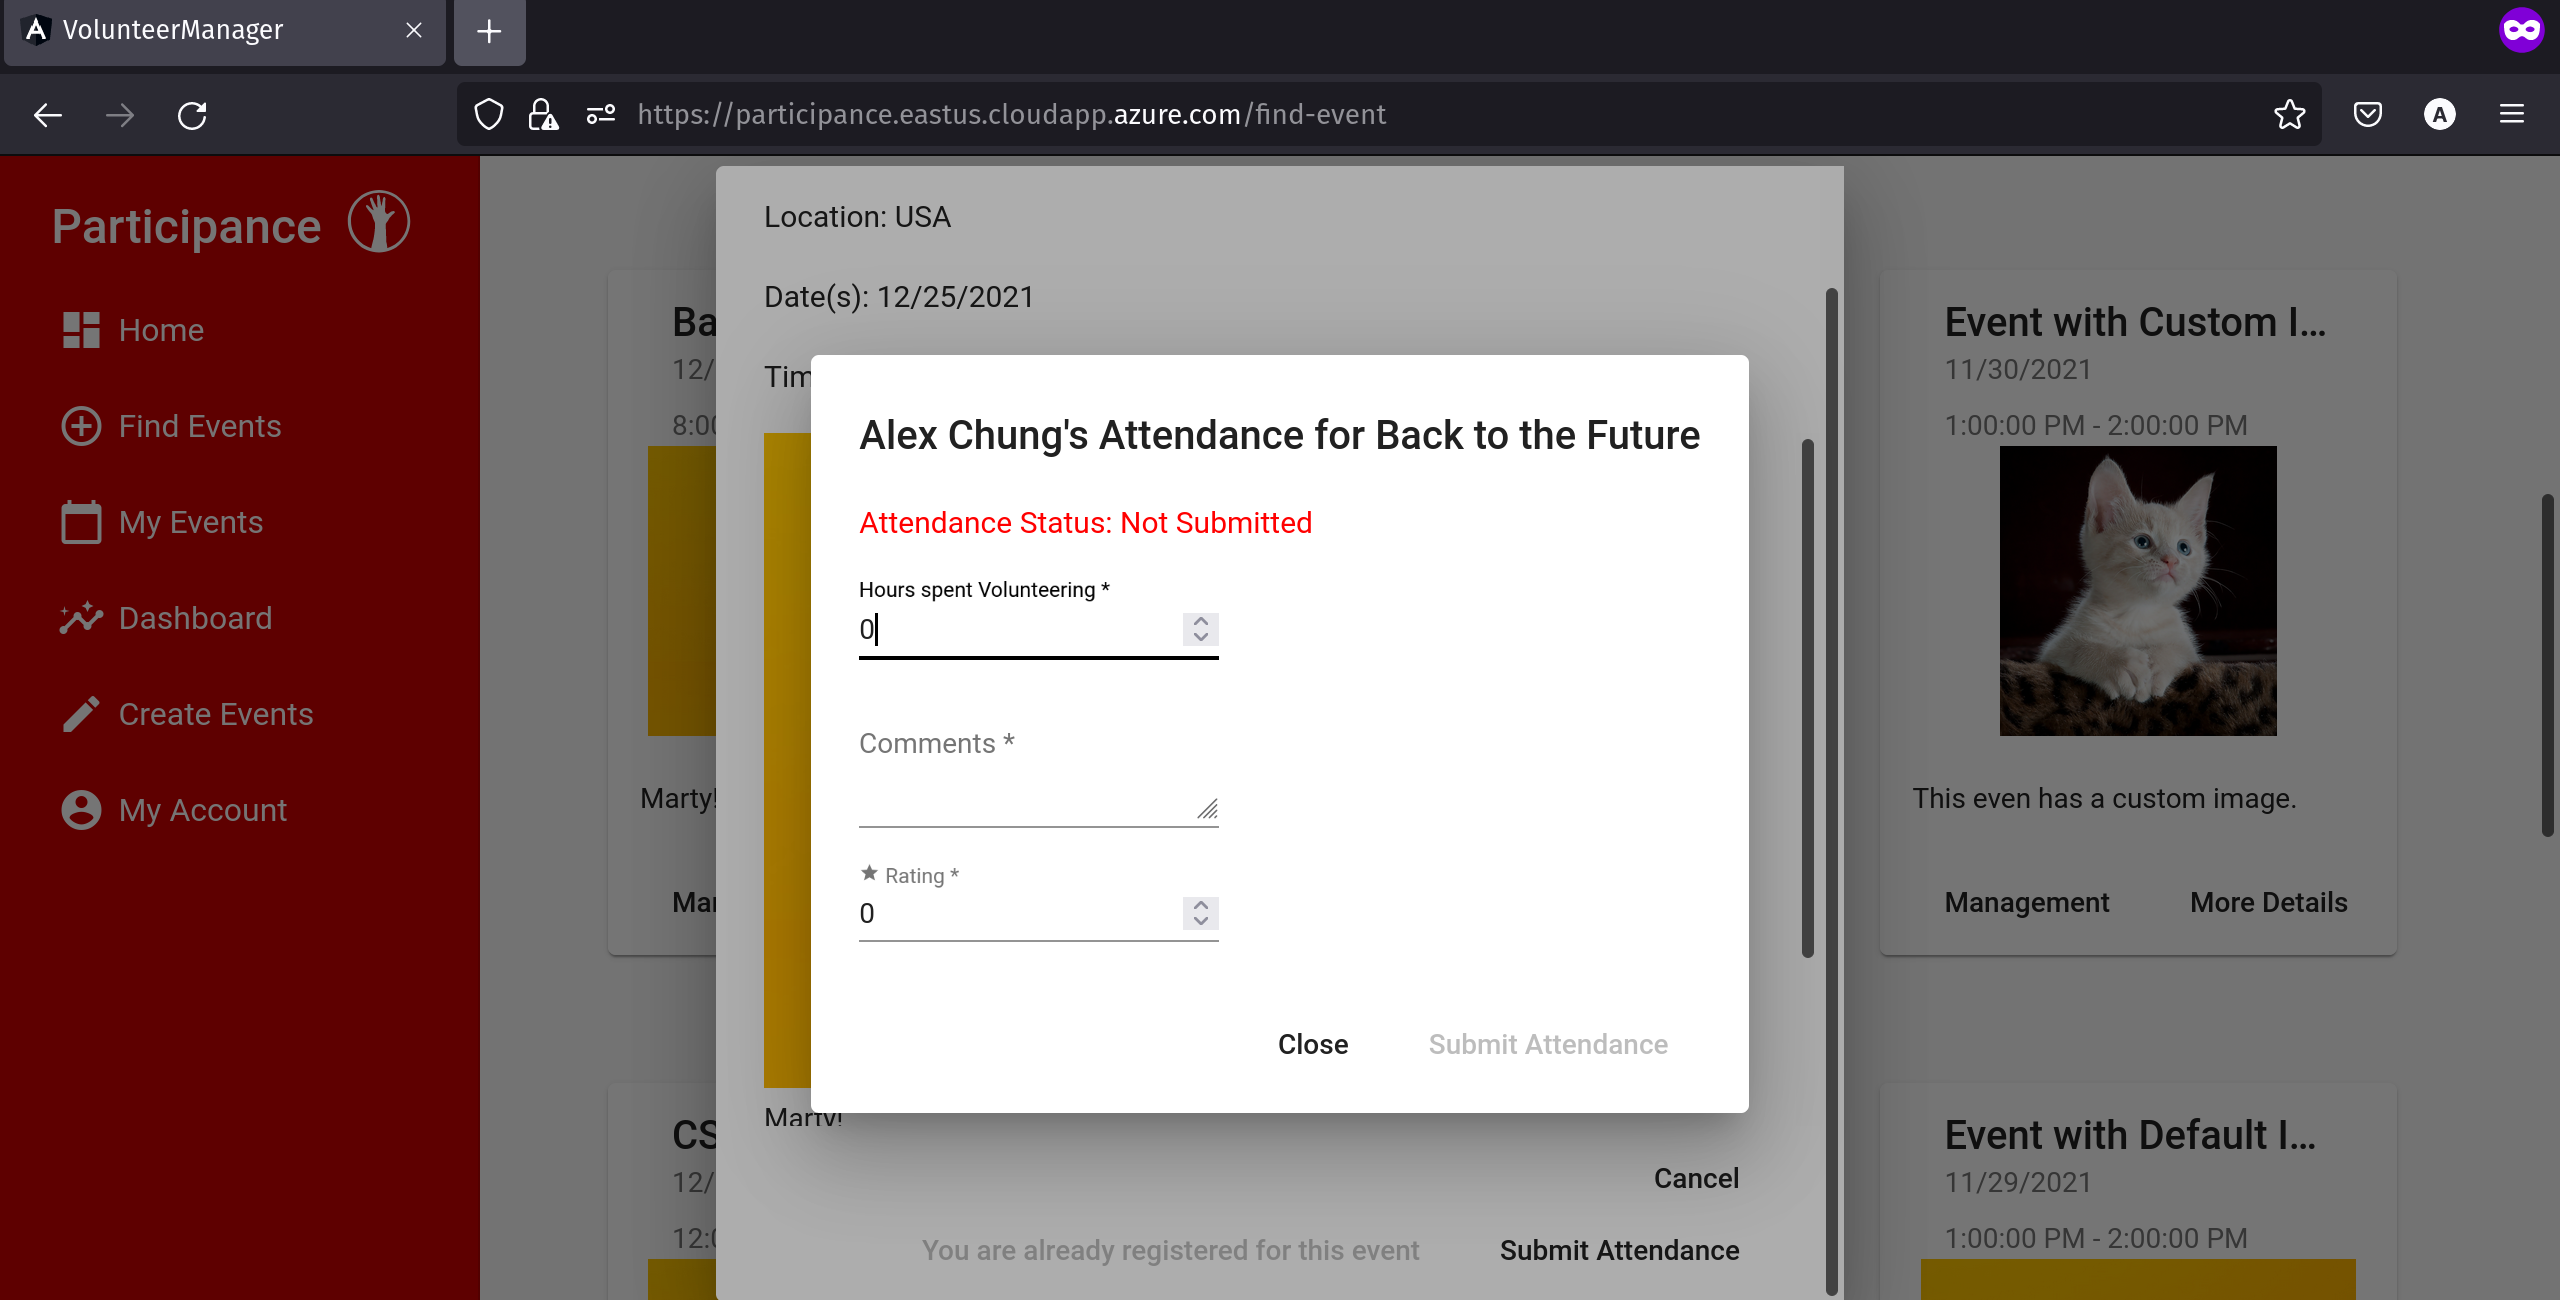 VolunteerManager
https://participance.eastus.cloudapp.azure.com/find-event
A
Participance
Home
Find Events
My Events
Dashboard
Create Events
My Account
Location: USA
Date(s): 12/25/2021
Tim
Ba
12/
8:00
Marty!
Mar
Alex Chung's Attendance for Back to the Future
Attendance Status: Not Submitted
Hours spent Volunteering *
0
Comments *
Rating *
0
Close Submit Attendance
Marty!
Cancel
You are already registered for this event Submit Attendance
Event with Custom I...
11/30/2021
1:00:00 PM - 2:00:00 PM
This even has a custom image.
Management More Details
CS
12/
12:0
Event with Default I...
11/29/2021
1:00:00 PM - 2:00:00 PM